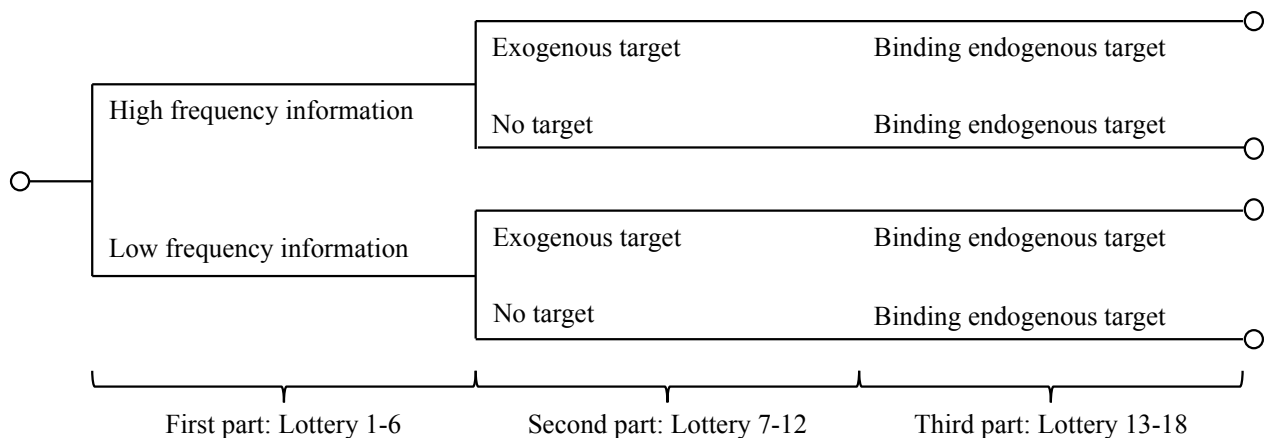 Exogenous target Binding endogenous target
High frequency information
No target Binding endogenous target
Low frequency information
Exogenous target Binding endogenous target
No target Binding endogenous target
First part: Lottery 1-6 Second part: Lottery 7-12 Third part: Lottery 13-18